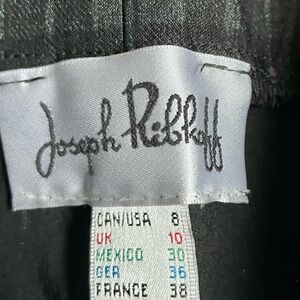 Joseph Ribkoff
CAN/USA 8
UK 10
MEXICO 30
GER 36
FRANCE 38